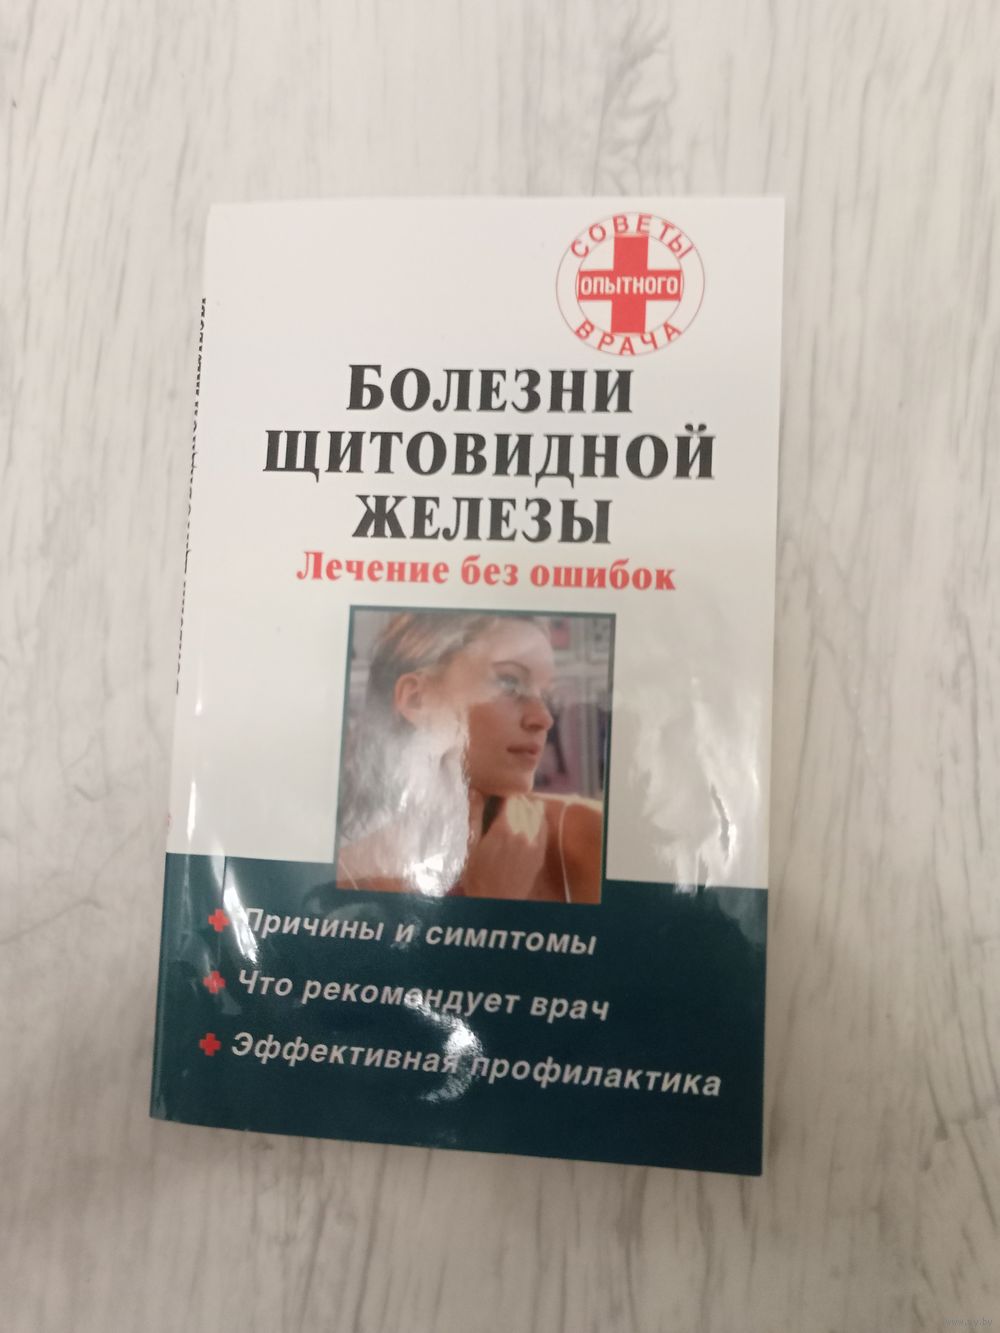 СОВЕТЫ
ОПЫТНОГО
ВРАЧА
БОЛЕЗНИ
ЩИТОВИДНОЙ
ЖЕЛЕЗЫ
Лечение без ошибок
Причины и симптомы
Что рекомендует врач
Эффективная профилактика